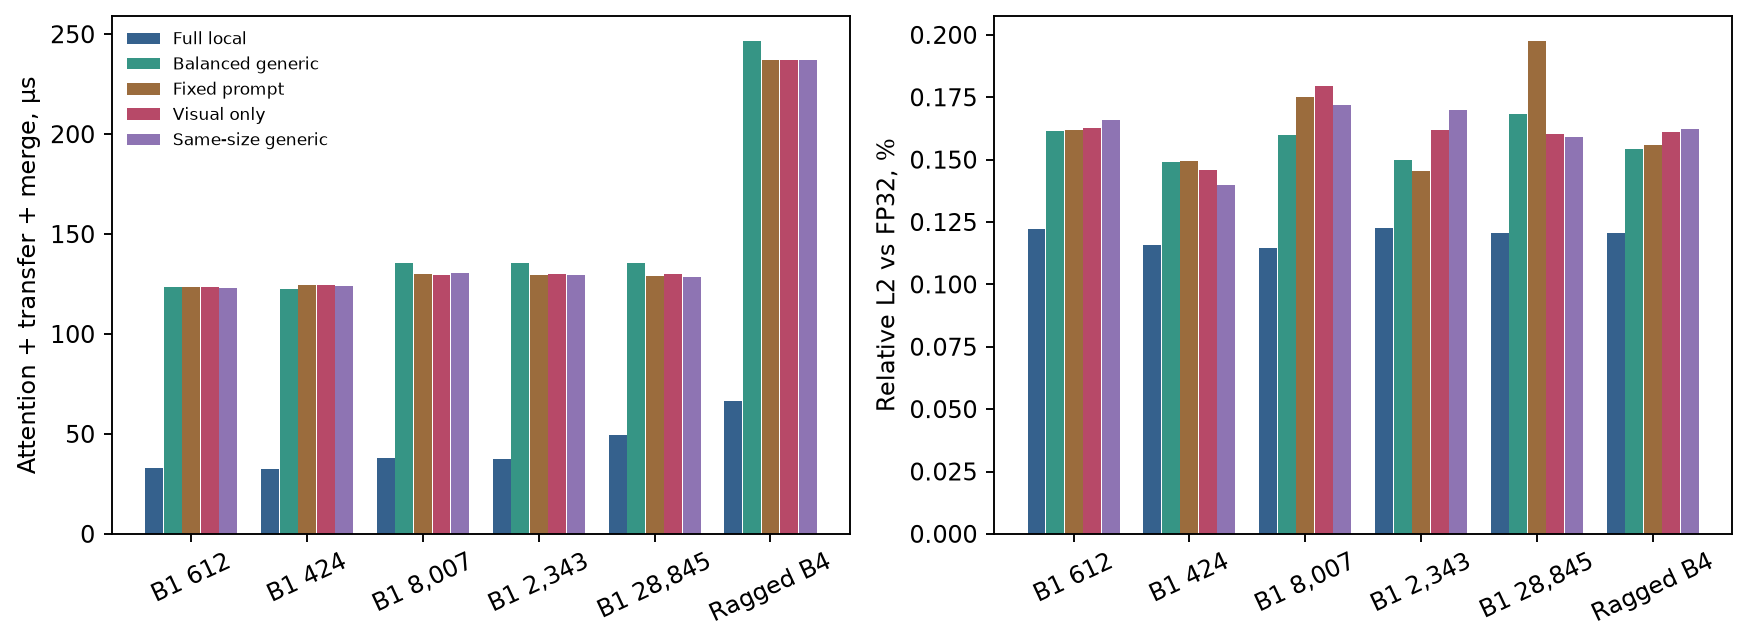 Attention + transfer + merge, µs
250
200
150
100
50
0
Full local
Balanced generic
Fixed prompt
Visual only
Same-size generic
B1 612
B1 424
B1 8,007
B1 2,343
B1 28,845
Ragged B4
Relative L2 vs FP32, %
0.200
0.175
0.150
0.125
0.100
0.075
0.050
0.025
0.000
B1 612
B1 424
B1 8,007
B1 2,343
B1 28,845
Ragged B4